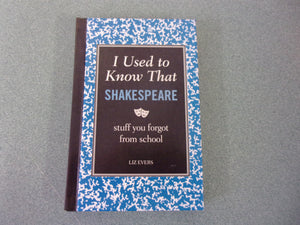 I Used to
Know That
SHAKESPEARE
stuff you forgot
from school
LIZ EVERS